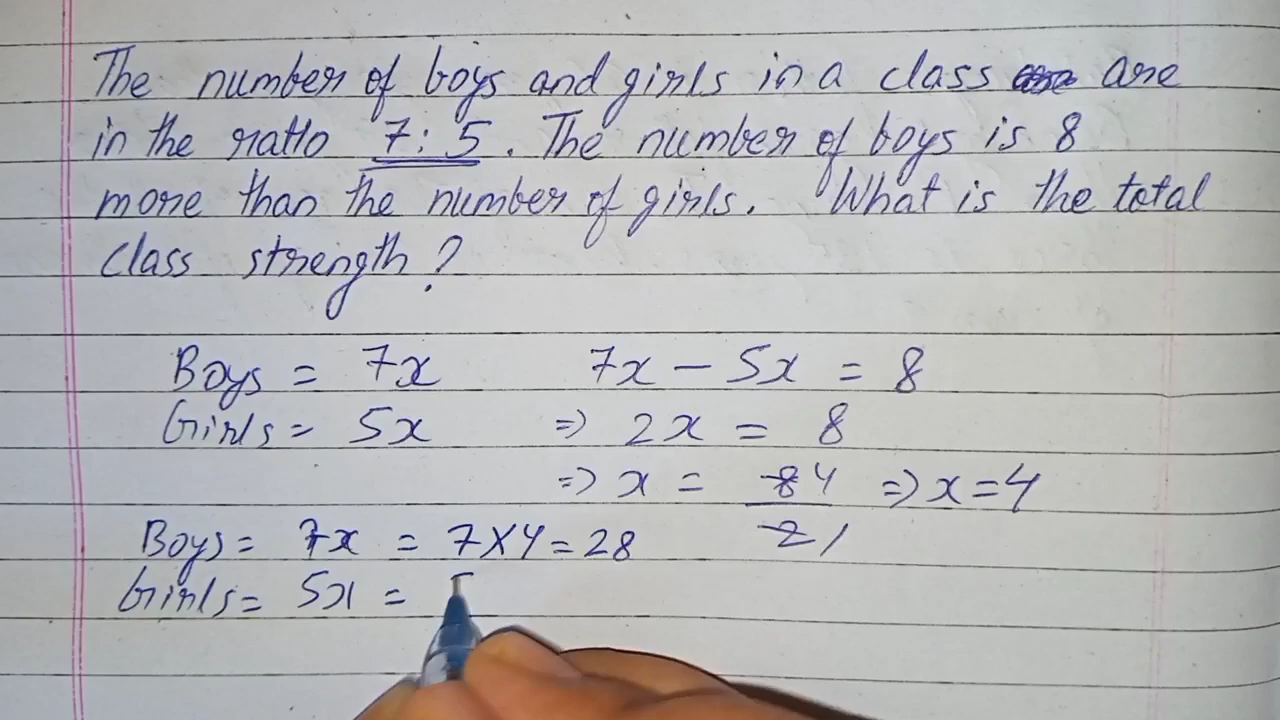 The number of boys and girls in a class are
in the ratio 7:5. The number of boys is 8
more than the number of girls. What is the total
class strength?
Boys = 7x 7x - 5x = 8
Girls = 5x => 2x = 8
=> x = 8 4 => x = 4
2 1
Boys = 7x = 7 X 4 = 28
Girls = 5x =